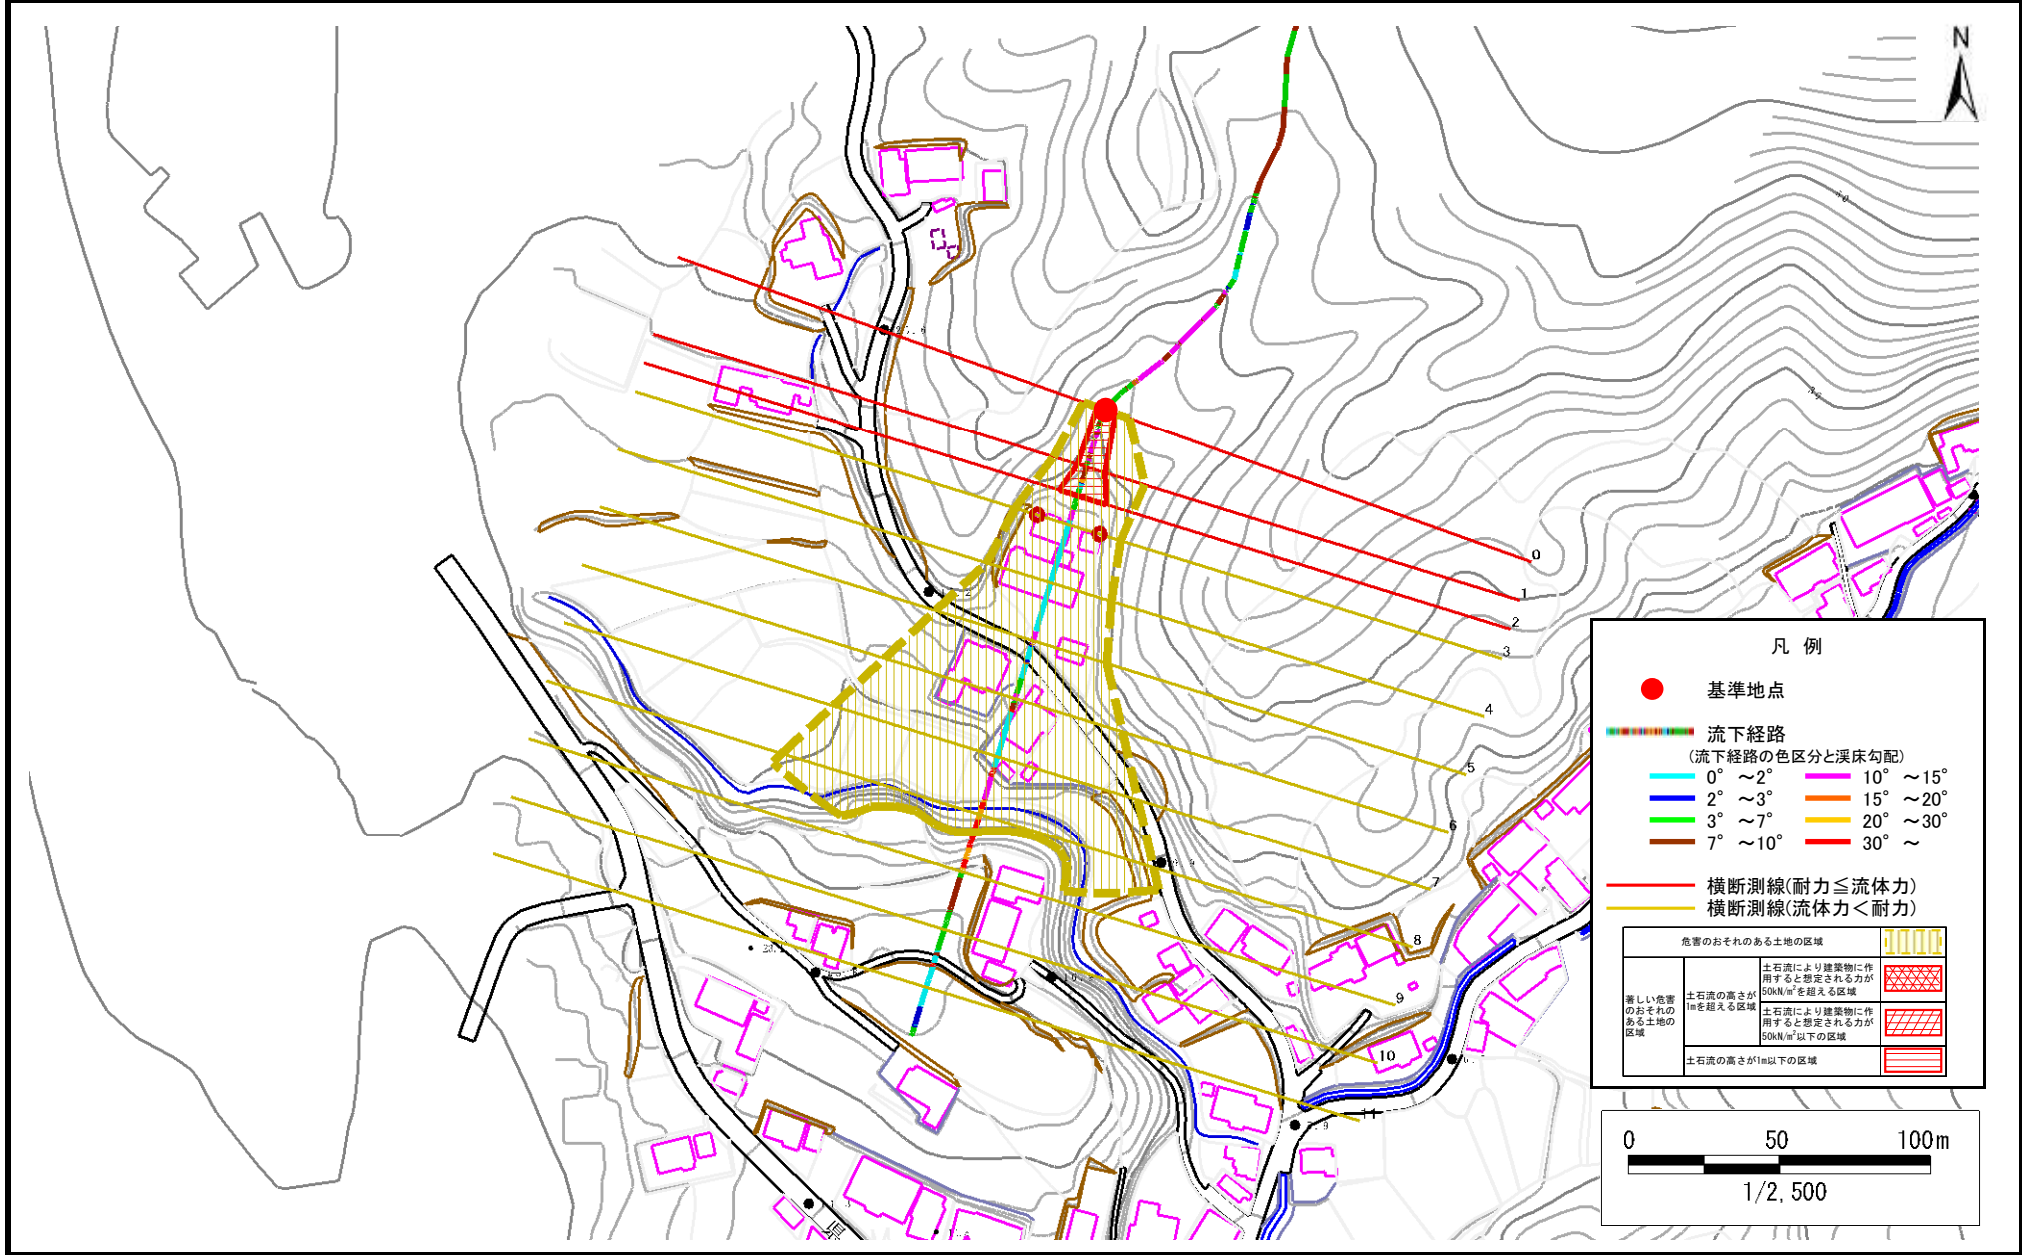 N
0
1
2
3
4
5
6
7
8
9
10
11
凡 例
基準地点
流下経路
(流下経路の色区分と渓床勾配)
0° ～2° 10° ～15°
2° ～3° 15° ～20°
3° ～7° 20° ～30°
7° ～10° 30° ～
横断測線(耐力≦流体力)
横断測線(流体力＜耐力)
危害のおそれのある土地の区域
著しい危害
のおそれの
ある土地の
区域
土石流の高さが
1mを超える区域
土石流により建築物に作
用すると想定される力が
50kN/m²を超える区域
土石流により建築物に作
用すると想定される力が
50kN/m²以下の区域
土石流の高さが1m以下の区域
0 50 100m
1/2,500